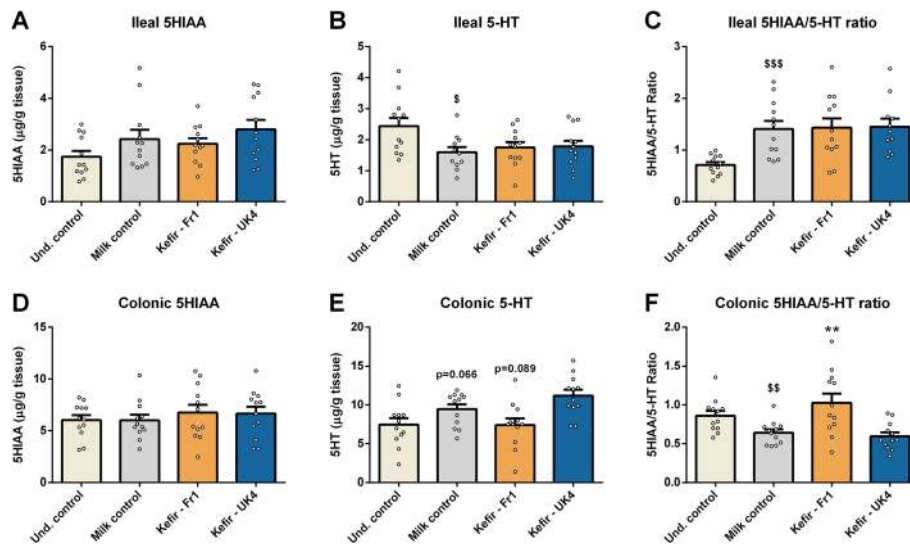 A
Ileal 5HIAA
5HIAA (µg/g tissue)
6
4
2
0
Und. control
Milk control
Kefir - Fr1
Kefir - UK4
B
Ileal 5-HT
5HT (µg/g tissue)
5
4
3
2
1
0
$
Und. control
Milk control
Kefir - Fr1
Kefir - UK4
C
Ileal 5HIAA/5-HT ratio
5HIAA/5-HT Ratio
3
2
1
0
$$$
Und. control
Milk control
Kefir - Fr1
Kefir - UK4
D
Colonic 5HIAA
5HIAA (µg/g tissue)
15
10
5
0
Und. control
Milk control
Kefir - Fr1
Kefir - UK4
E
Colonic 5-HT
5HT (µg/g tissue)
20
15
10
5
0
p=0.066
p=0.089
Und. control
Milk control
Kefir - Fr1
Kefir - UK4
F
Colonic 5HIAA/5-HT ratio
5HIAA/5-HT Ratio
2.0
1.5
1.0
0.5
0.0
$$
**
Und. control
Milk control
Kefir - Fr1
Kefir - UK4